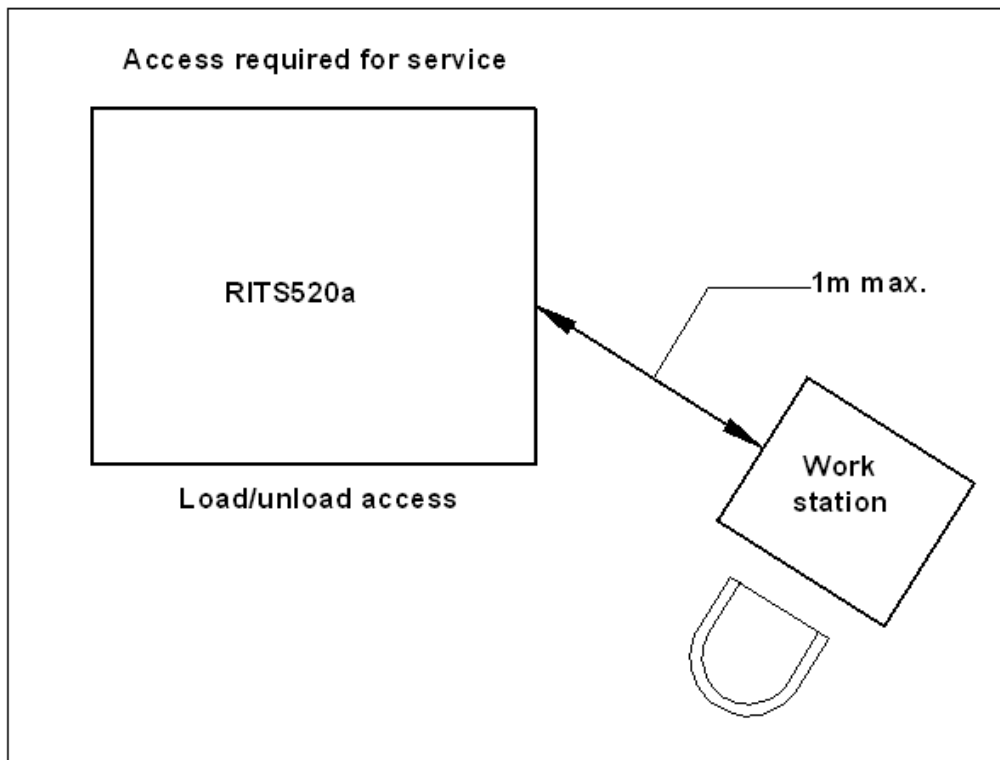 Access required for service
RITS520a
1m max.
Work
station
Load/unload access